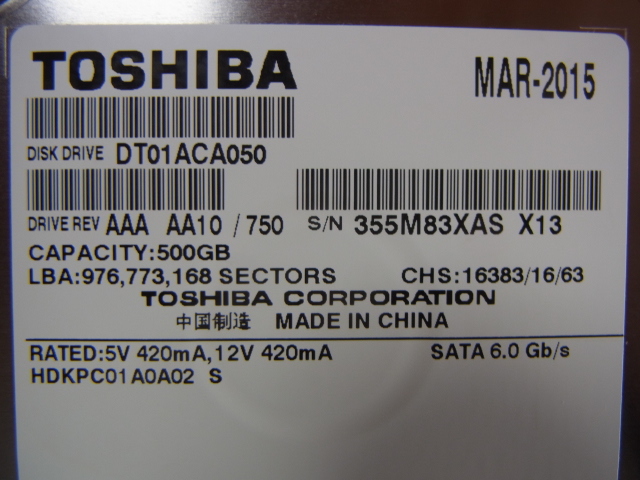 TOSHIBA MAR-2015
DISK DRIVE DT01ACA050
DRIVE REV AAA AA10 / 750 S/N 355M83XAS X13
CAPACITY:500GB
LBA:976,773,168 SECTORS CHS:16383/16/63
TOSHIBA CORPORATION
中国制造 MADE IN CHINA
RATED:5V 420mA,12V 420mA SATA 6.0 Gb/s
HDKPC01A0A02 S